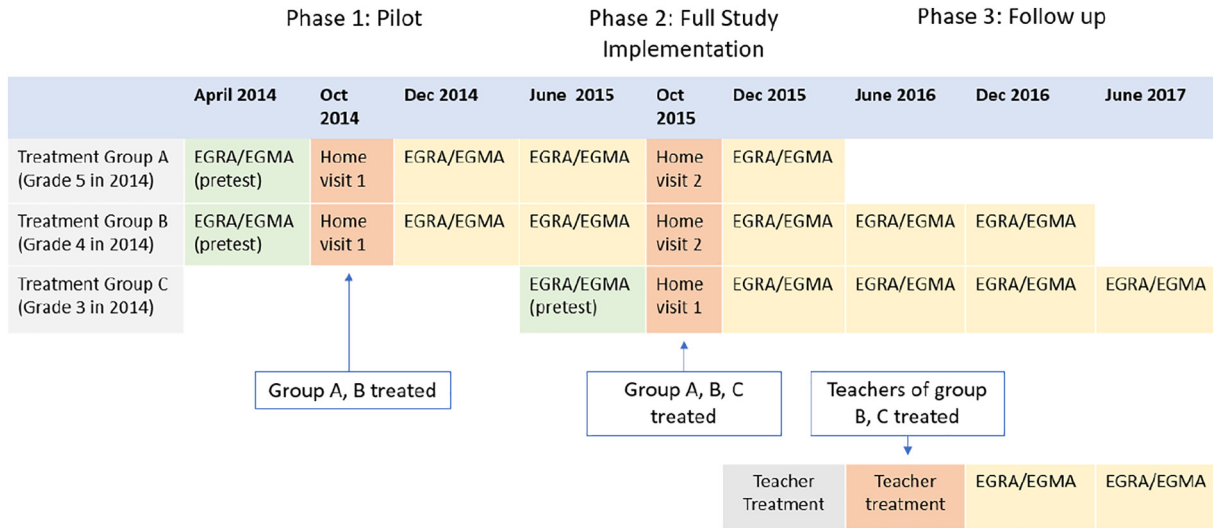 Phase 1: Pilot
Phase 2: Full Study
Implementation
Phase 3: Follow up
April 2014
Oct
2014
Dec 2014
June 2015
Oct
2015
Dec 2015
June 2016
Dec 2016
June 2017
Treatment Group A
(Grade 5 in 2014)
EGRA/EGMA
(pretest)
Home
visit 1
EGRA/EGMA
EGRA/EGMA
Home
visit 2
EGRA/EGMA
Treatment Group B
(Grade 4 in 2014)
EGRA/EGMA
(pretest)
Home
visit 1
EGRA/EGMA
EGRA/EGMA
Home
visit 2
EGRA/EGMA
EGRA/EGMA
EGRA/EGMA
Treatment Group C
(Grade 3 in 2014)
EGRA/EGMA
(pretest)
Home
visit 1
EGRA/EGMA
EGRA/EGMA
EGRA/EGMA
EGRA/EGMA
Group A, B treated
Group A, B, C
treated
Teachers of group
B, C treated
Teacher
Treatment
Teacher
treatment
EGRA/EGMA
EGRA/EGMA